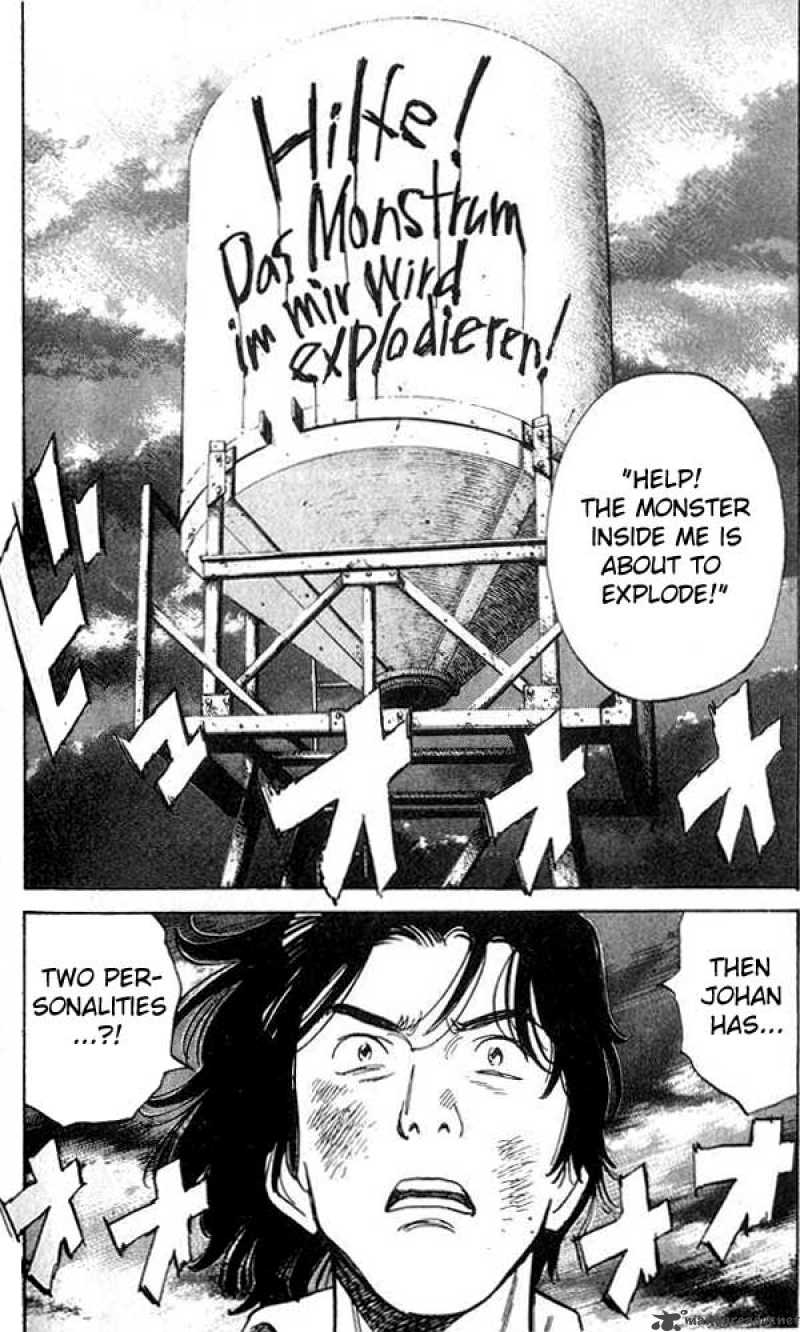 Hilfe!
Das Monstrum
im mir wird
explodieren!
"HELP!
THE MONSTER
INSIDE ME IS
ABOUT TO
EXPLODE!"
ビュオオオ
THEN
JOHAN
HAS...
TWO PER-
SONALITIES
...?!
オオ
オオ